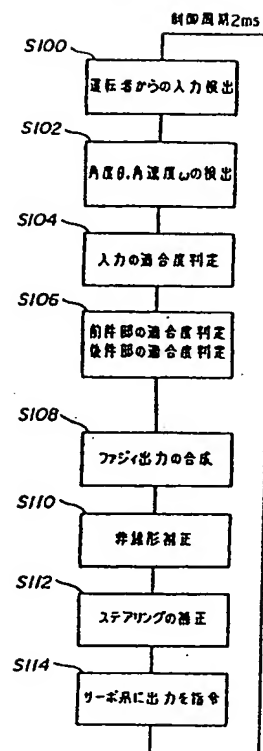 制御周期2ms
S100
運転者からの入力検出
S102
角度θ,角速度ωの検出
S104
入力の適合度判定
S106
前件部の適合度判定
後件部の適合度判定
S108
ファジィ出力の合成
S110
非線形補正
S112
ステアリングの補正
S114
サーボ系に出力を指令